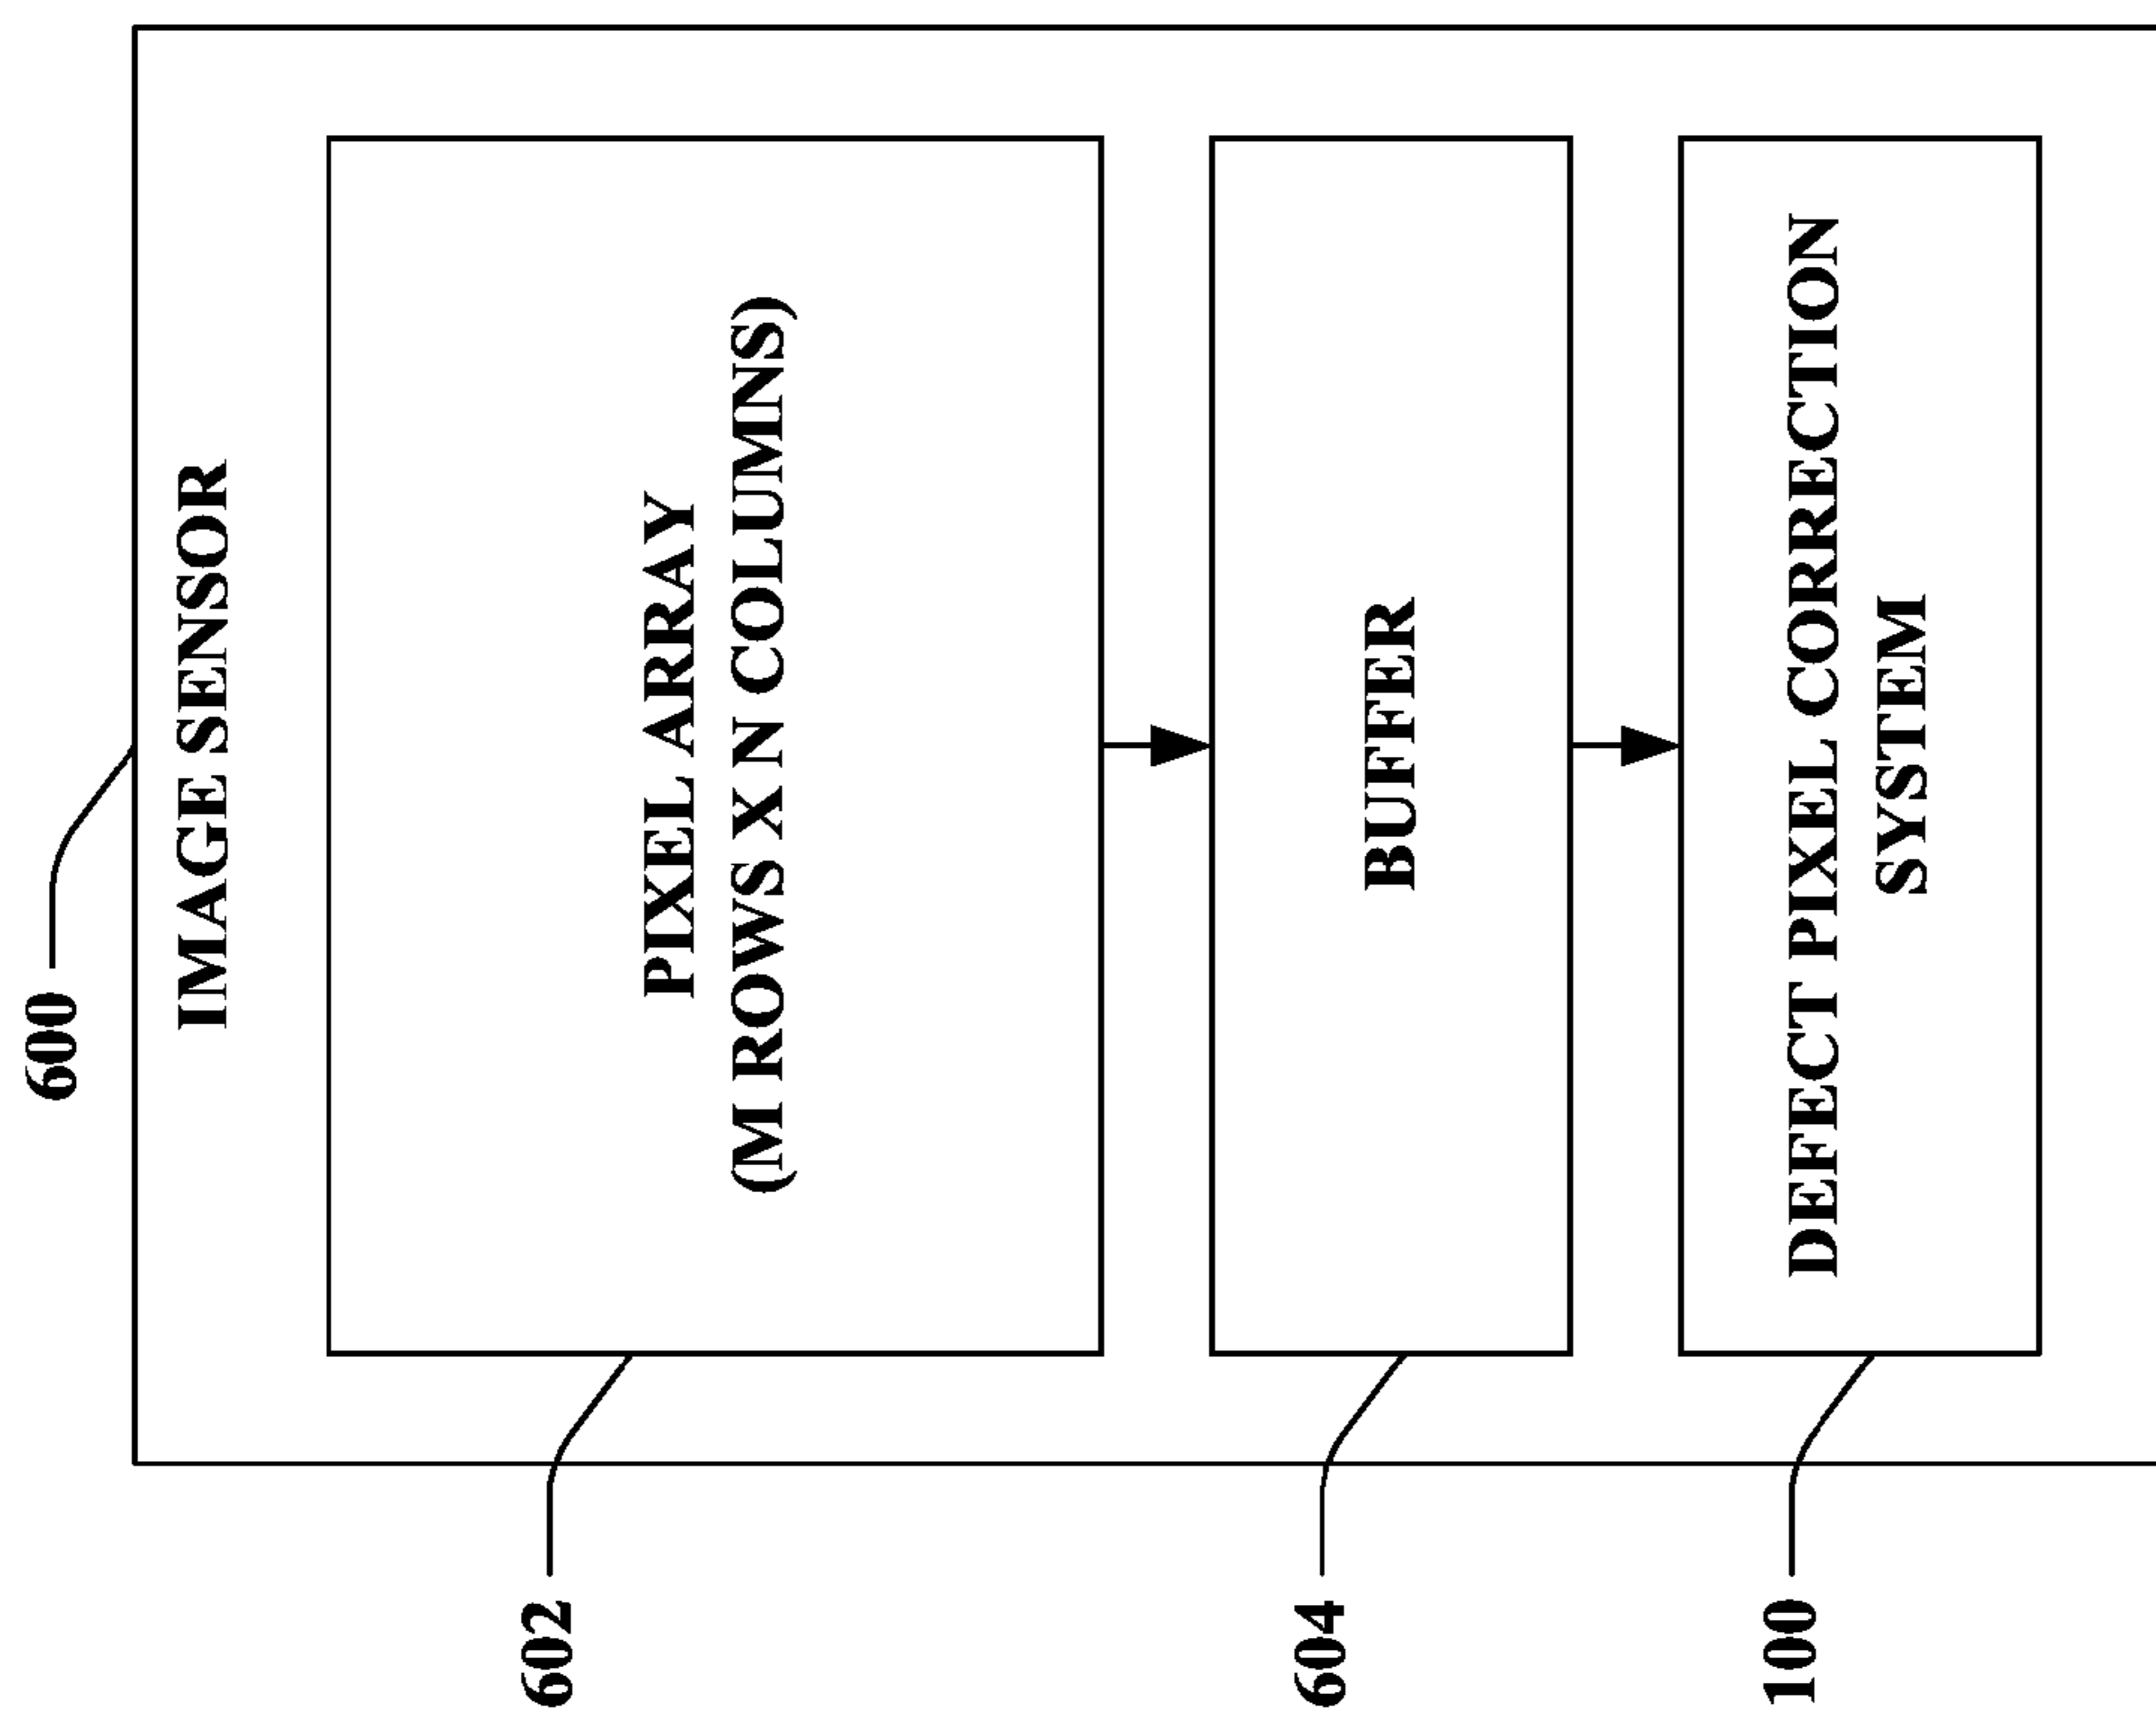 600
IMAGE SENSOR
602
PIXEL ARRAY
(M ROWS X N COLUMNS)
604
BUFFER
100
DEFECT PIXEL CORRECTION
SYSTEM